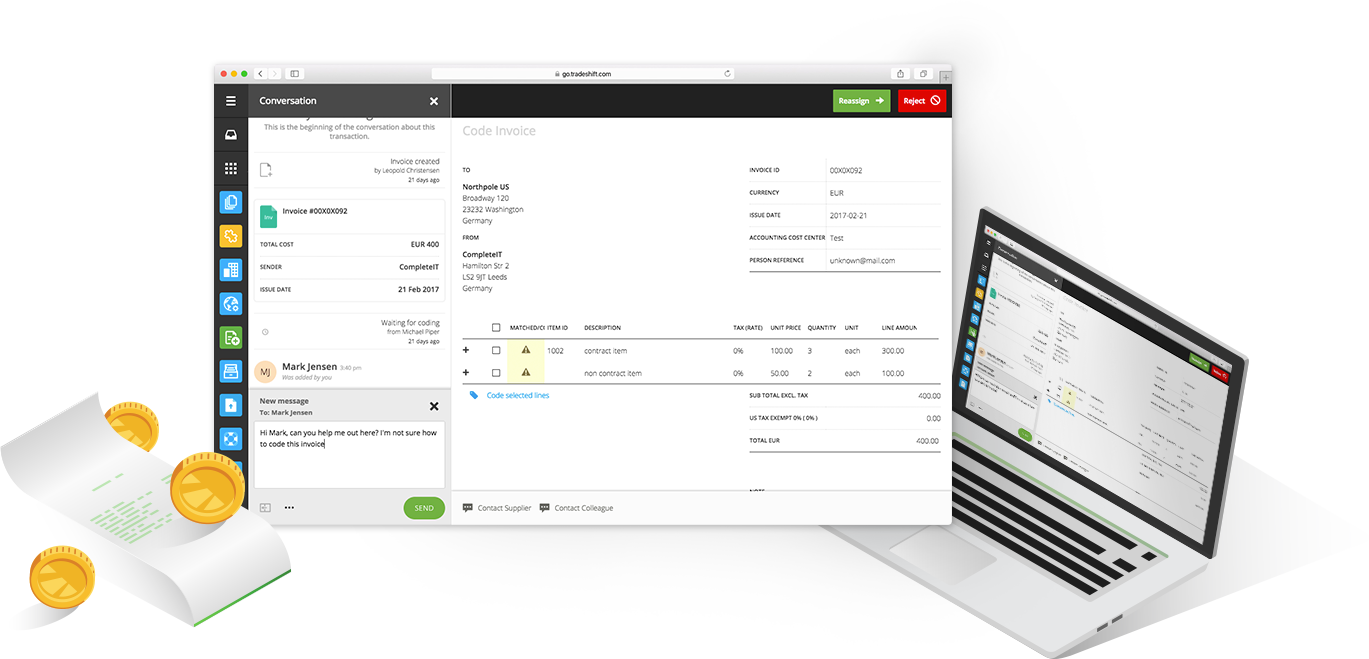 go.tradeshift.com
Conversation
Reassign
Reject
This is the beginning of the conversation about this
transaction.
Invoice created
by Leopold Christensen
21 days ago
Inv
Invoice #00X0X092
TOTAL COST EUR 400
SENDER CompleteIT
ISSUE DATE 21 Feb 2017
Waiting for coding
from Michael Piper
21 days ago
MJ
Mark Jensen 3:40 pm
Was added by you
New message
To: Mark Jensen
Hi Mark, can you help me out here? I'm not sure how
to code this invoice
SEND
Code Invoice
TO
Northpole US
Broadway 120
23232 Washington
Germany
FROM
CompleteIT
Hamilton Str 2
LS2 9JT Leeds
Germany
INVOICE ID 00X0X092
CURRENCY EUR
ISSUE DATE 2017-02-21
ACCOUNTING COST CENTER Test
PERSON REFERENCE unknown@mail.com
MATCHED/CO ITEM ID DESCRIPTION TAX (RATE) UNIT PRICE QUANTITY UNIT LINE AMOUN
1002 contract item 0% 100.00 3 each 300.00
non contract item 0% 50.00 2 each 100.00
Code selected lines
SUB TOTAL EXCL. TAX 400.00
US TAX EXEMPT 0% ( 0% ) 0.00
TOTAL EUR 400.00
Contact Supplier Contact Colleague